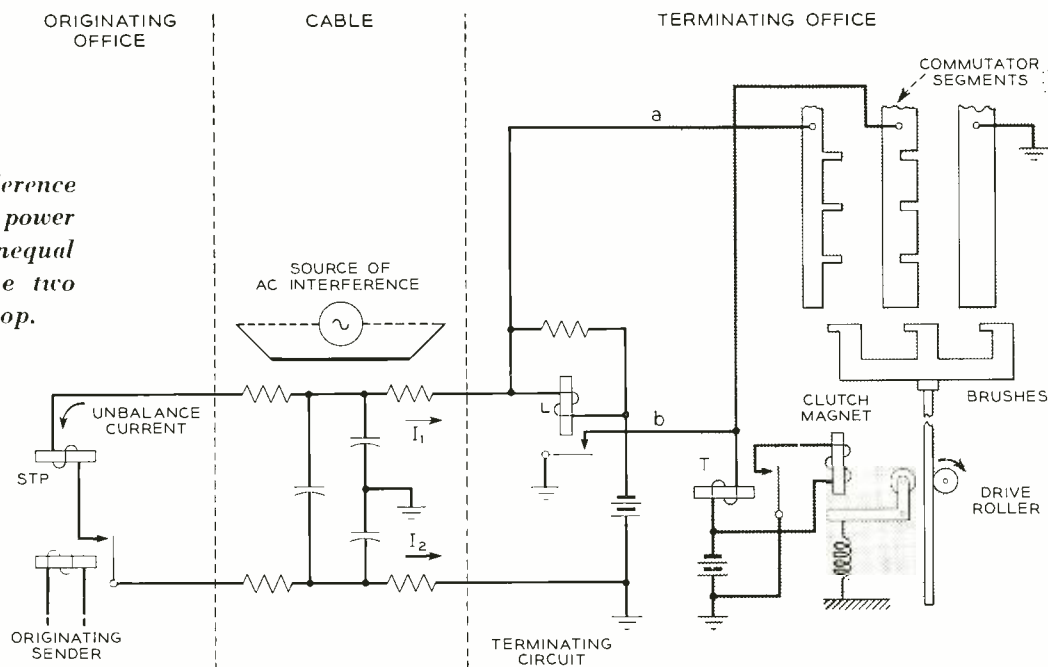 ORIGINATING
OFFICE
CABLE
TERMINATING OFFICE
COMMUTATOR
SEGMENTS
a
power
nequal
two
op.
SOURCE OF
AC INTERFERENCE
UNBALANCE
CURRENT
STP
I1
I2
L
b
T
CLUTCH
MAGNET
BRUSHES
DRIVE
ROLLER
ORIGINATING
SENDER
TERMINATING
CIRCUIT